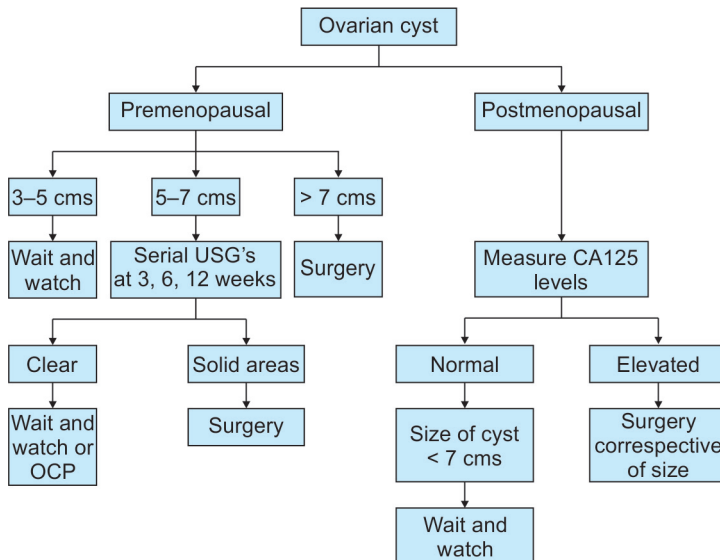 Ovarian cyst
Premenopausal
Postmenopausal
3–5 cms
5–7 cms
> 7 cms
Wait and
watch
Serial USG's
at 3, 6, 12 weeks
Surgery
Measure CA125
levels
Clear
Solid areas
Normal
Elevated
Wait and
watch or
OCP
Surgery
Size of cyst
< 7 cms
Surgery
correspective
of size
Wait and
watch